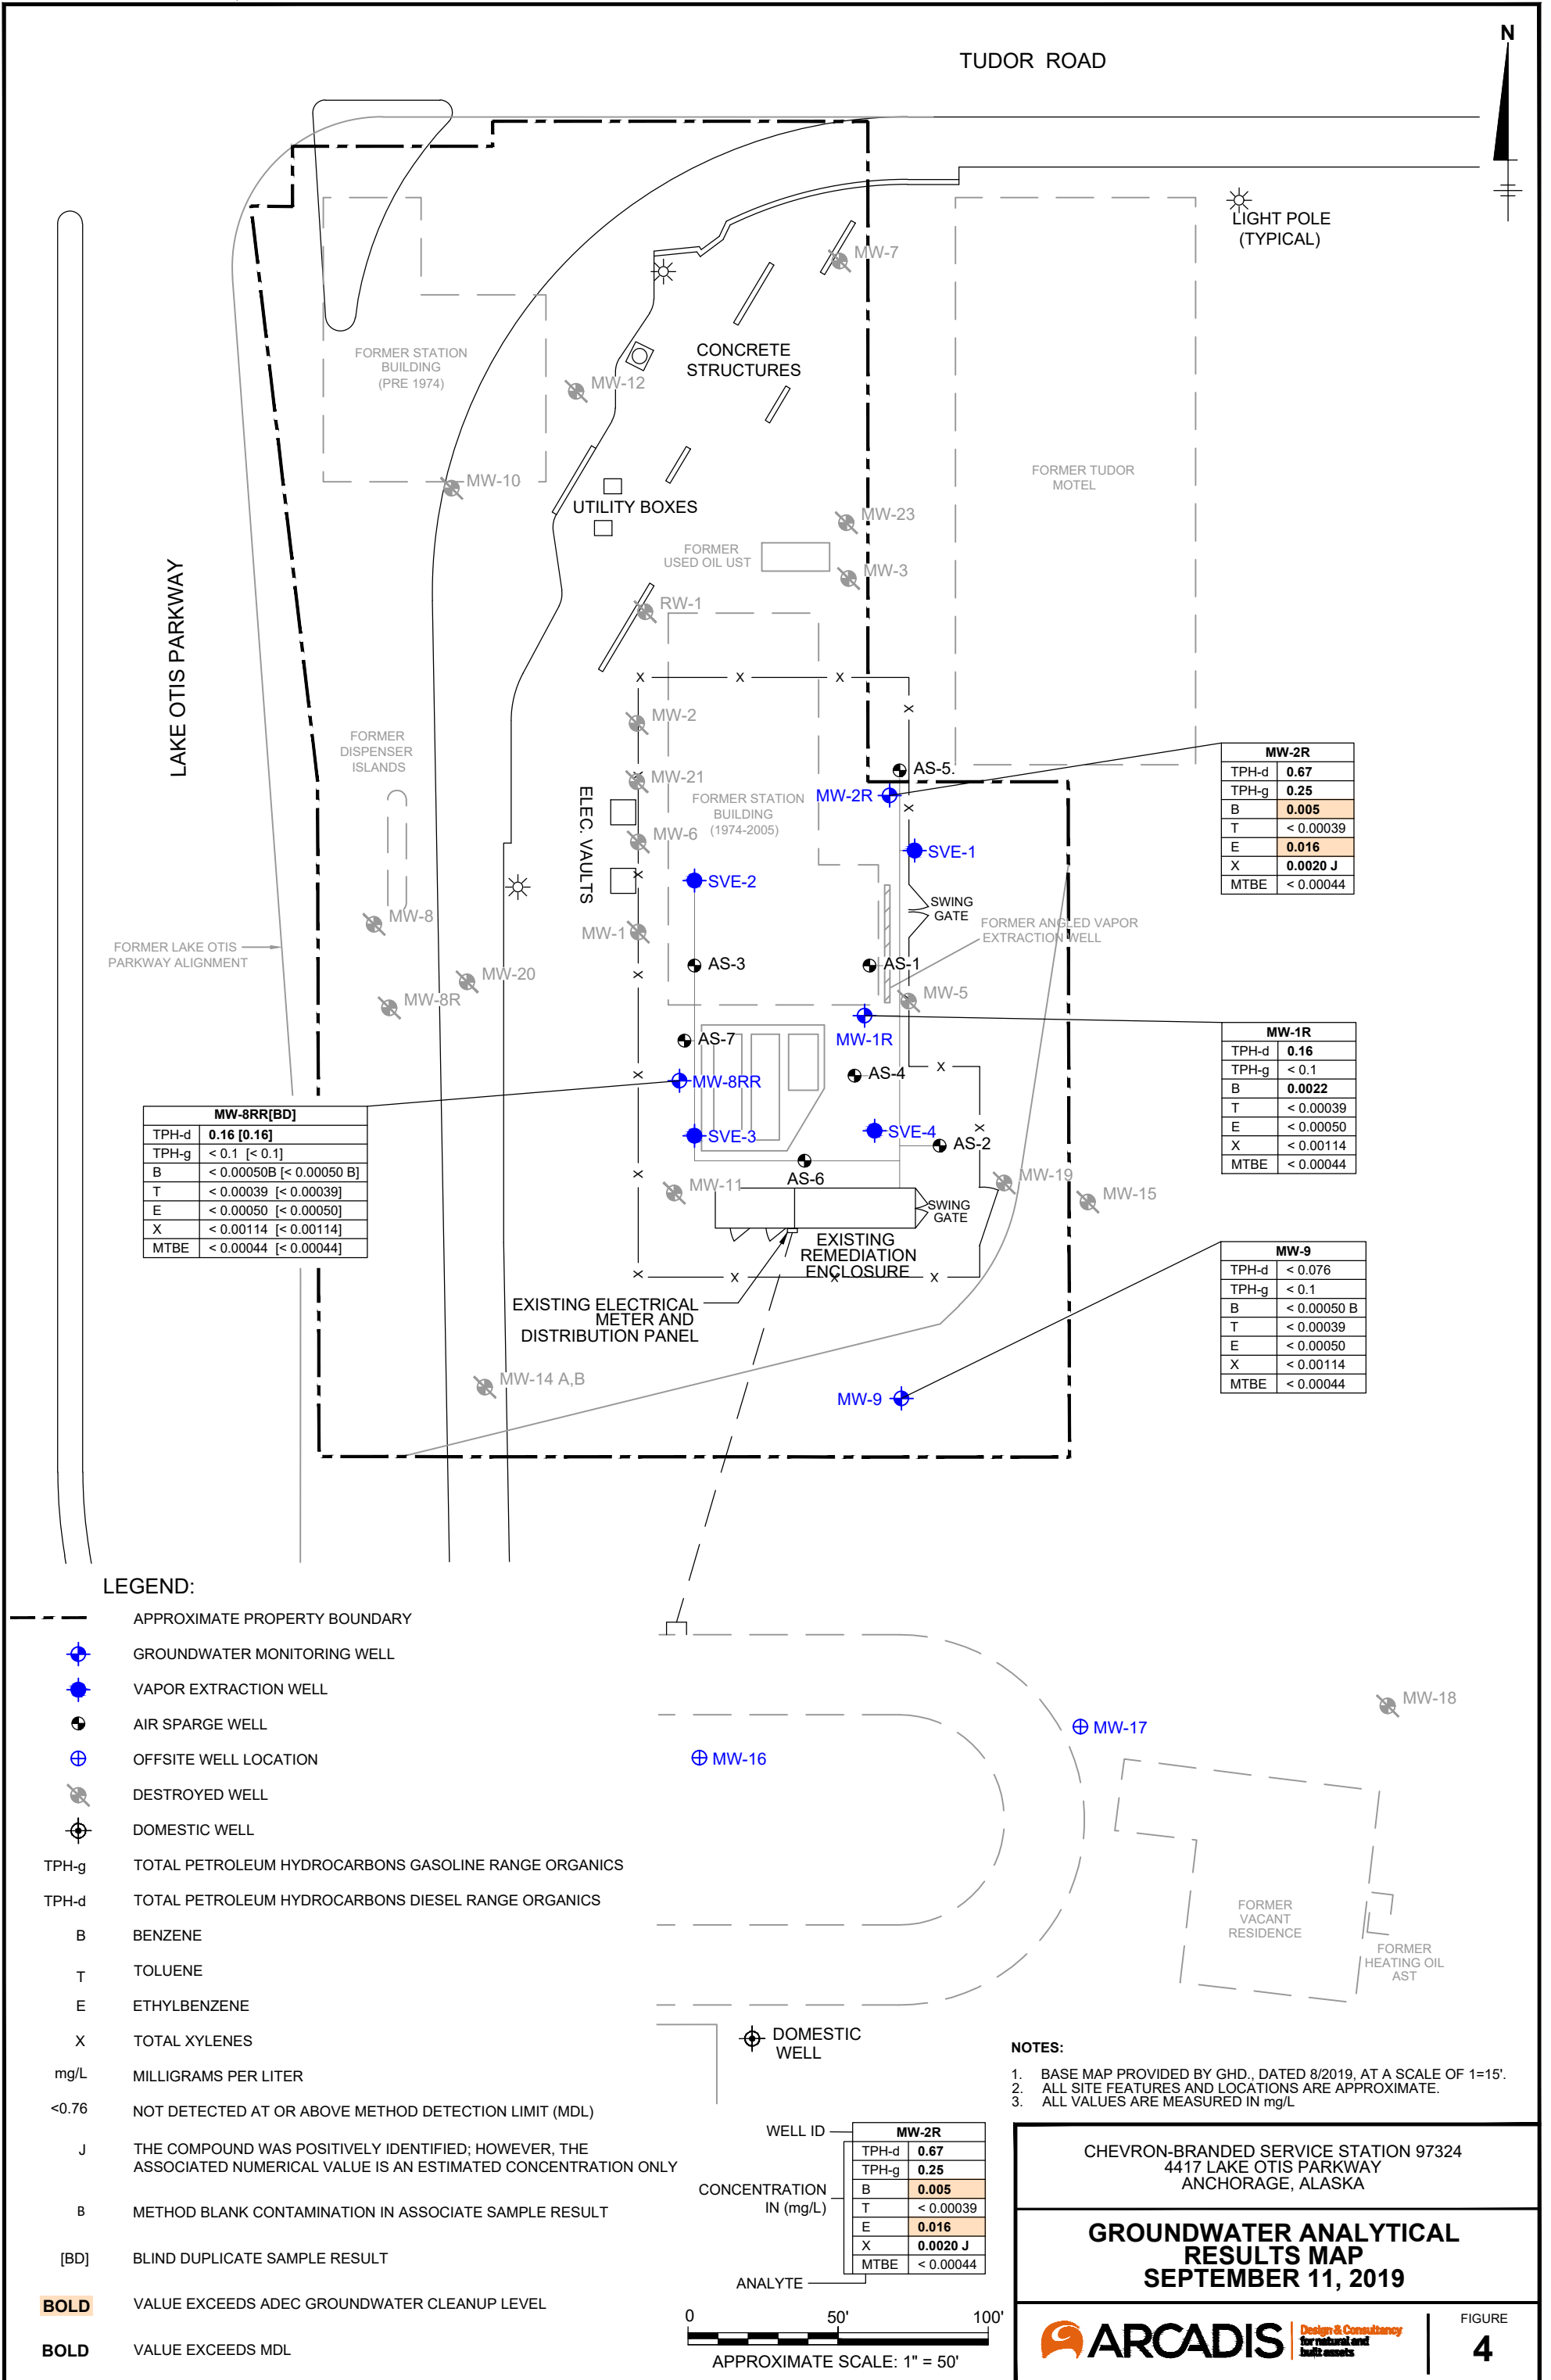 TUDOR ROAD
N
LIGHT POLE
(TYPICAL)
MW-7
FORMER STATION
BUILDING
(PRE 1974)
CONCRETE
STRUCTURES
MW-12
MW-10
FORMER TUDOR
MOTEL
UTILITY BOXES
MW-23
FORMER
USED OIL UST
MW-3
RW-1
LAKE OTIS PARKWAY
X X X
X
MW-2
FORMER
DISPENSER
ISLANDS
MW-21
AS-5.
MW-2R
X
X
ELEC. VAULTS
FORMER STATION
BUILDING
(1974-2005)
MW-6
SVE-1
SVE-2
X
MW-2R
TPH-d 0.67
TPH-g 0.25
B 0.005
T < 0.00039
E 0.016
X 0.0020 J
MTBE < 0.00044
SWING
GATE
MW-8
MW-1
FORMER ANGLED VAPOR
EXTRACTION WELL
FORMER LAKE OTIS
PARKWAY ALIGNMENT
X
AS-3
AS-1
X
MW-20
MW-8R
MW-5
AS-7
MW-1R
MW-1R
TPH-d 0.16
TPH-g < 0.1
B 0.0022
T < 0.00039
E < 0.00050
X < 0.00114
MTBE < 0.00044
X
AS-4
X
MW-8RR
MW-8RR[BD]
TPH-d 0.16 [0.16]
TPH-g < 0.1 [< 0.1]
B < 0.00050B [< 0.00050 B]
T < 0.00039 [< 0.00039]
E < 0.00050 [< 0.00050]
X < 0.00114 [< 0.00114]
MTBE < 0.00044 [< 0.00044]
SVE-3
SVE-4
X
AS-2
X
AS-6
MW-11
MW-19
MW-15
SWING
GATE
EXISTING
REMEDIATION
ENCLOSURE
X X X X
EXISTING ELECTRICAL
METER AND
DISTRIBUTION PANEL
MW-9
TPH-d < 0.076
TPH-g < 0.1
B < 0.00050 B
T < 0.00039
E < 0.00050
X < 0.00114
MTBE < 0.00044
MW-14 A,B
MW-9
LEGEND:
APPROXIMATE PROPERTY BOUNDARY
GROUNDWATER MONITORING WELL
VAPOR EXTRACTION WELL
AIR SPARGE WELL
OFFSITE WELL LOCATION
DESTROYED WELL
DOMESTIC WELL
TPH-g TOTAL PETROLEUM HYDROCARBONS GASOLINE RANGE ORGANICS
TPH-d TOTAL PETROLEUM HYDROCARBONS DIESEL RANGE ORGANICS
B BENZENE
T TOLUENE
E ETHYLBENZENE
X TOTAL XYLENES
mg/L MILLIGRAMS PER LITER
<0.76 NOT DETECTED AT OR ABOVE METHOD DETECTION LIMIT (MDL)
J THE COMPOUND WAS POSITIVELY IDENTIFIED; HOWEVER, THE
ASSOCIATED NUMERICAL VALUE IS AN ESTIMATED CONCENTRATION ONLY
B METHOD BLANK CONTAMINATION IN ASSOCIATE SAMPLE RESULT
[BD] BLIND DUPLICATE SAMPLE RESULT
BOLD VALUE EXCEEDS ADEC GROUNDWATER CLEANUP LEVEL
BOLD VALUE EXCEEDS MDL
MW-18
MW-17
MW-16
FORMER
VACANT
RESIDENCE
FORMER
HEATING OIL
AST
DOMESTIC
WELL
NOTES:
1. BASE MAP PROVIDED BY GHD., DATED 8/2019, AT A SCALE OF 1=15'.
2. ALL SITE FEATURES AND LOCATIONS ARE APPROXIMATE.
3. ALL VALUES ARE MEASURED IN mg/L
WELL ID
CONCENTRATION
IN (mg/L)
ANALYTE
MW-2R
TPH-d 0.67
TPH-g 0.25
B 0.005
T < 0.00039
E 0.016
X 0.0020 J
MTBE < 0.00044
0 50' 100'
APPROXIMATE SCALE: 1" = 50'
CHEVRON-BRANDED SERVICE STATION 97324
4417 LAKE OTIS PARKWAY
ANCHORAGE, ALASKA
GROUNDWATER ANALYTICAL
RESULTS MAP
SEPTEMBER 11, 2019
ARCADIS
Design & Consultancy
for natural and
built assets
FIGURE
4